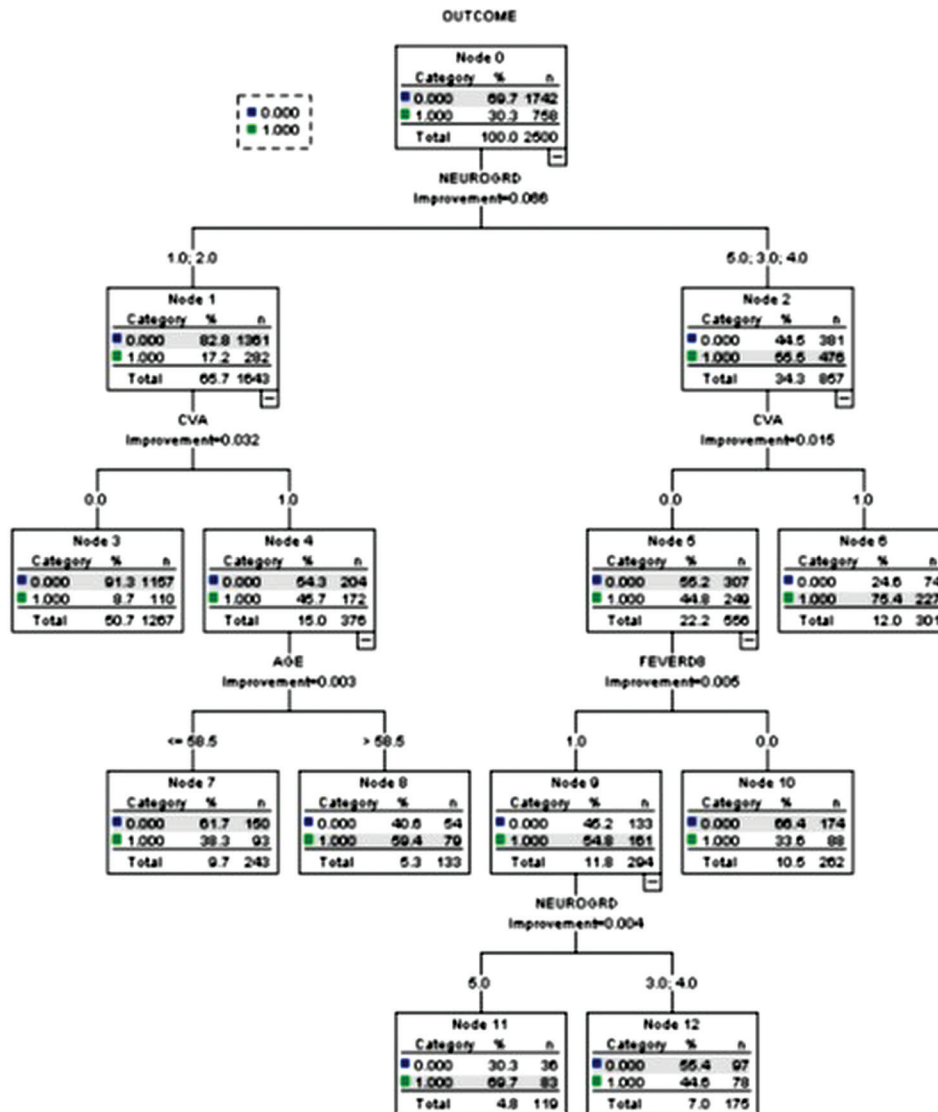 OUTCOME
0.000
1.000
Node 0
Category % n
0.000 69.7 1742
1.000 30.3 758
Total 100.0 2500
NEUROGRD
Improvement=0.066
1.0; 2.0
5.0; 3.0; 4.0
Node 1
Category % n
0.000 82.8 1361
1.000 17.2 282
Total 65.7 1643
Node 2
Category % n
0.000 44.5 381
1.000 55.5 476
Total 34.3 857
CVA
Improvement=0.032
CVA
Improvement=0.015
0.0
1.0
0.0
1.0
Node 3
Category % n
0.000 91.3 1157
1.000 8.7 110
Total 50.7 1267
Node 4
Category % n
0.000 54.3 204
1.000 45.7 172
Total 15.0 376
Node 5
Category % n
0.000 55.2 307
1.000 44.8 249
Total 22.2 556
Node 6
Category % n
0.000 24.6 74
1.000 75.4 227
Total 12.0 301
AGE
Improvement=0.003
FEVERD8
Improvement=0.005
<= 58.5
> 58.5
1.0
0.0
Node 7
Category % n
0.000 61.7 150
1.000 38.3 93
Total 9.7 243
Node 8
Category % n
0.000 40.6 54
1.000 59.4 79
Total 5.3 133
Node 9
Category % n
0.000 45.2 133
1.000 54.8 161
Total 11.8 294
Node 10
Category % n
0.000 66.4 174
1.000 33.6 88
Total 10.5 262
NEUROGRD
Improvement=0.004
5.0
3.0; 4.0
Node 11
Category % n
0.000 30.3 36
1.000 69.7 83
Total 4.8 119
Node 12
Category % n
0.000 55.4 97
1.000 44.6 78
Total 7.0 175